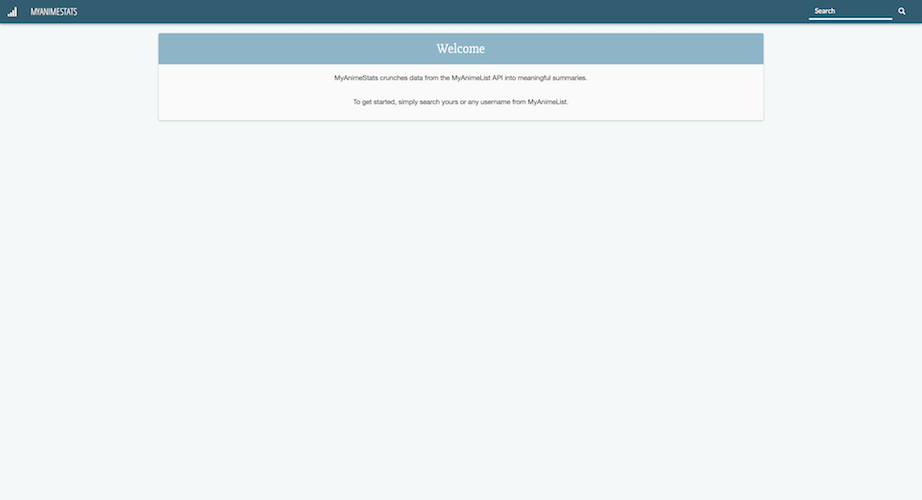 MYANIMESTATS
Search
Welcome
MyAnimeStats crunches data from the MyAnimeList API into meaningful summaries.
To get started, simply search yours or any username from MyAnimeList.